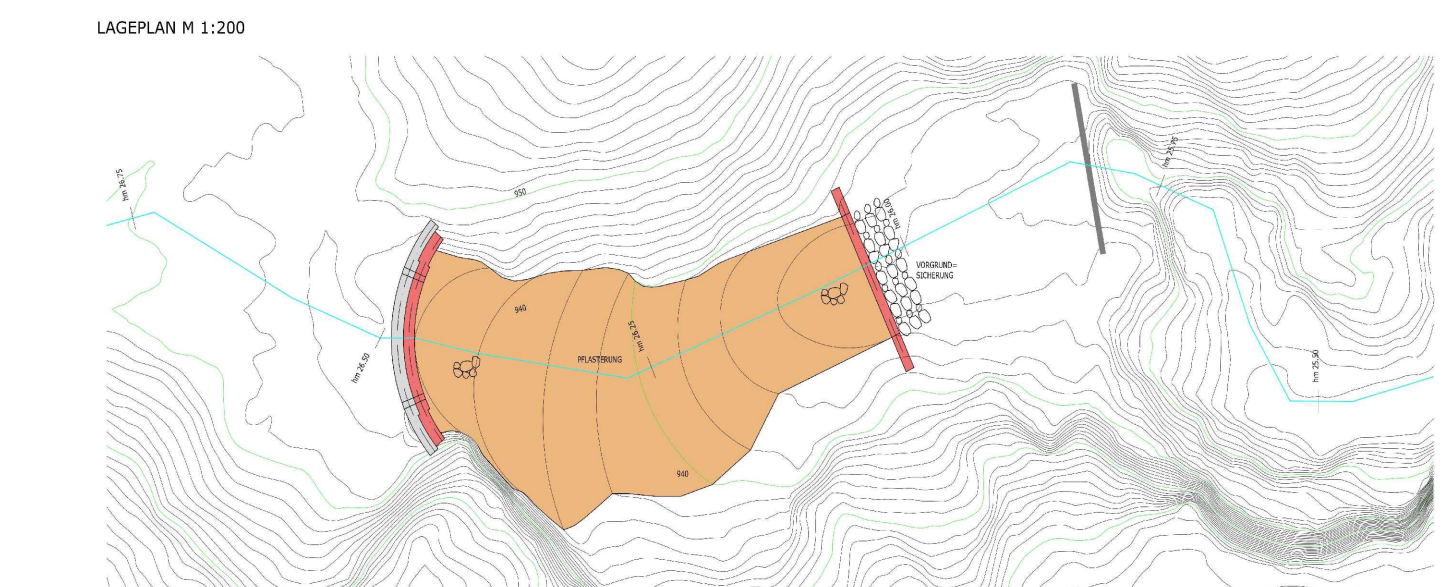 LAGEPLAN M 1:200
hm 26.75
950
hm 26.00
hm 25.75
VORGRUND=
SICHERUNG
940
hm 26.25
hm 26.50
PFLASTERUNG
hm 25.50
940